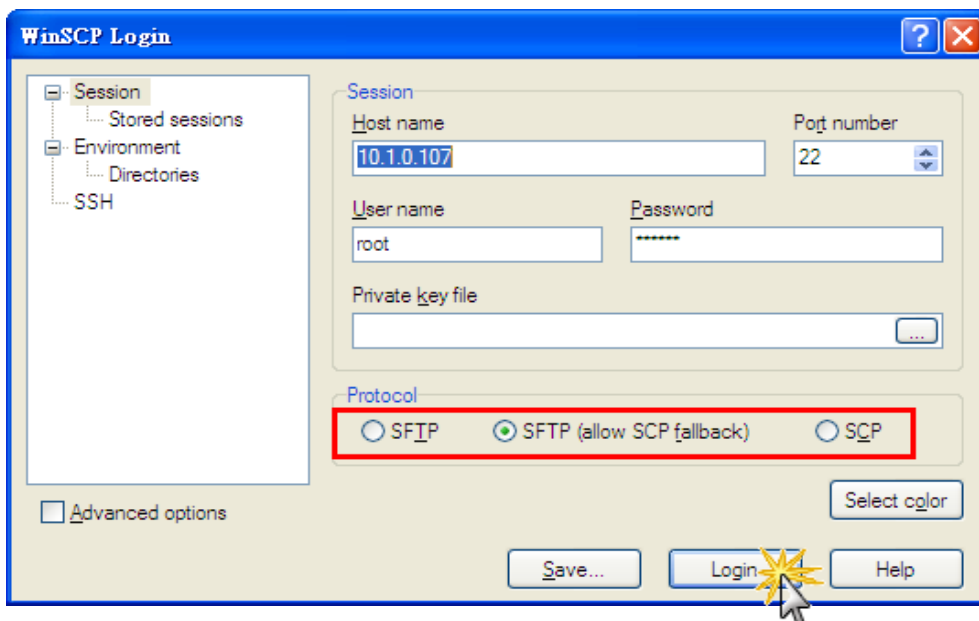 WinSCP Login
Session
Stored sessions
Environment
Directories
SSH
Advanced options
Session
Host name
Port number
10.1.0.107
22
User name
Password
root
******
Private key file
...
Protocol
SFTP
SFTP (allow SCP fallback)
SCP
Select color
Save...
Login
Help